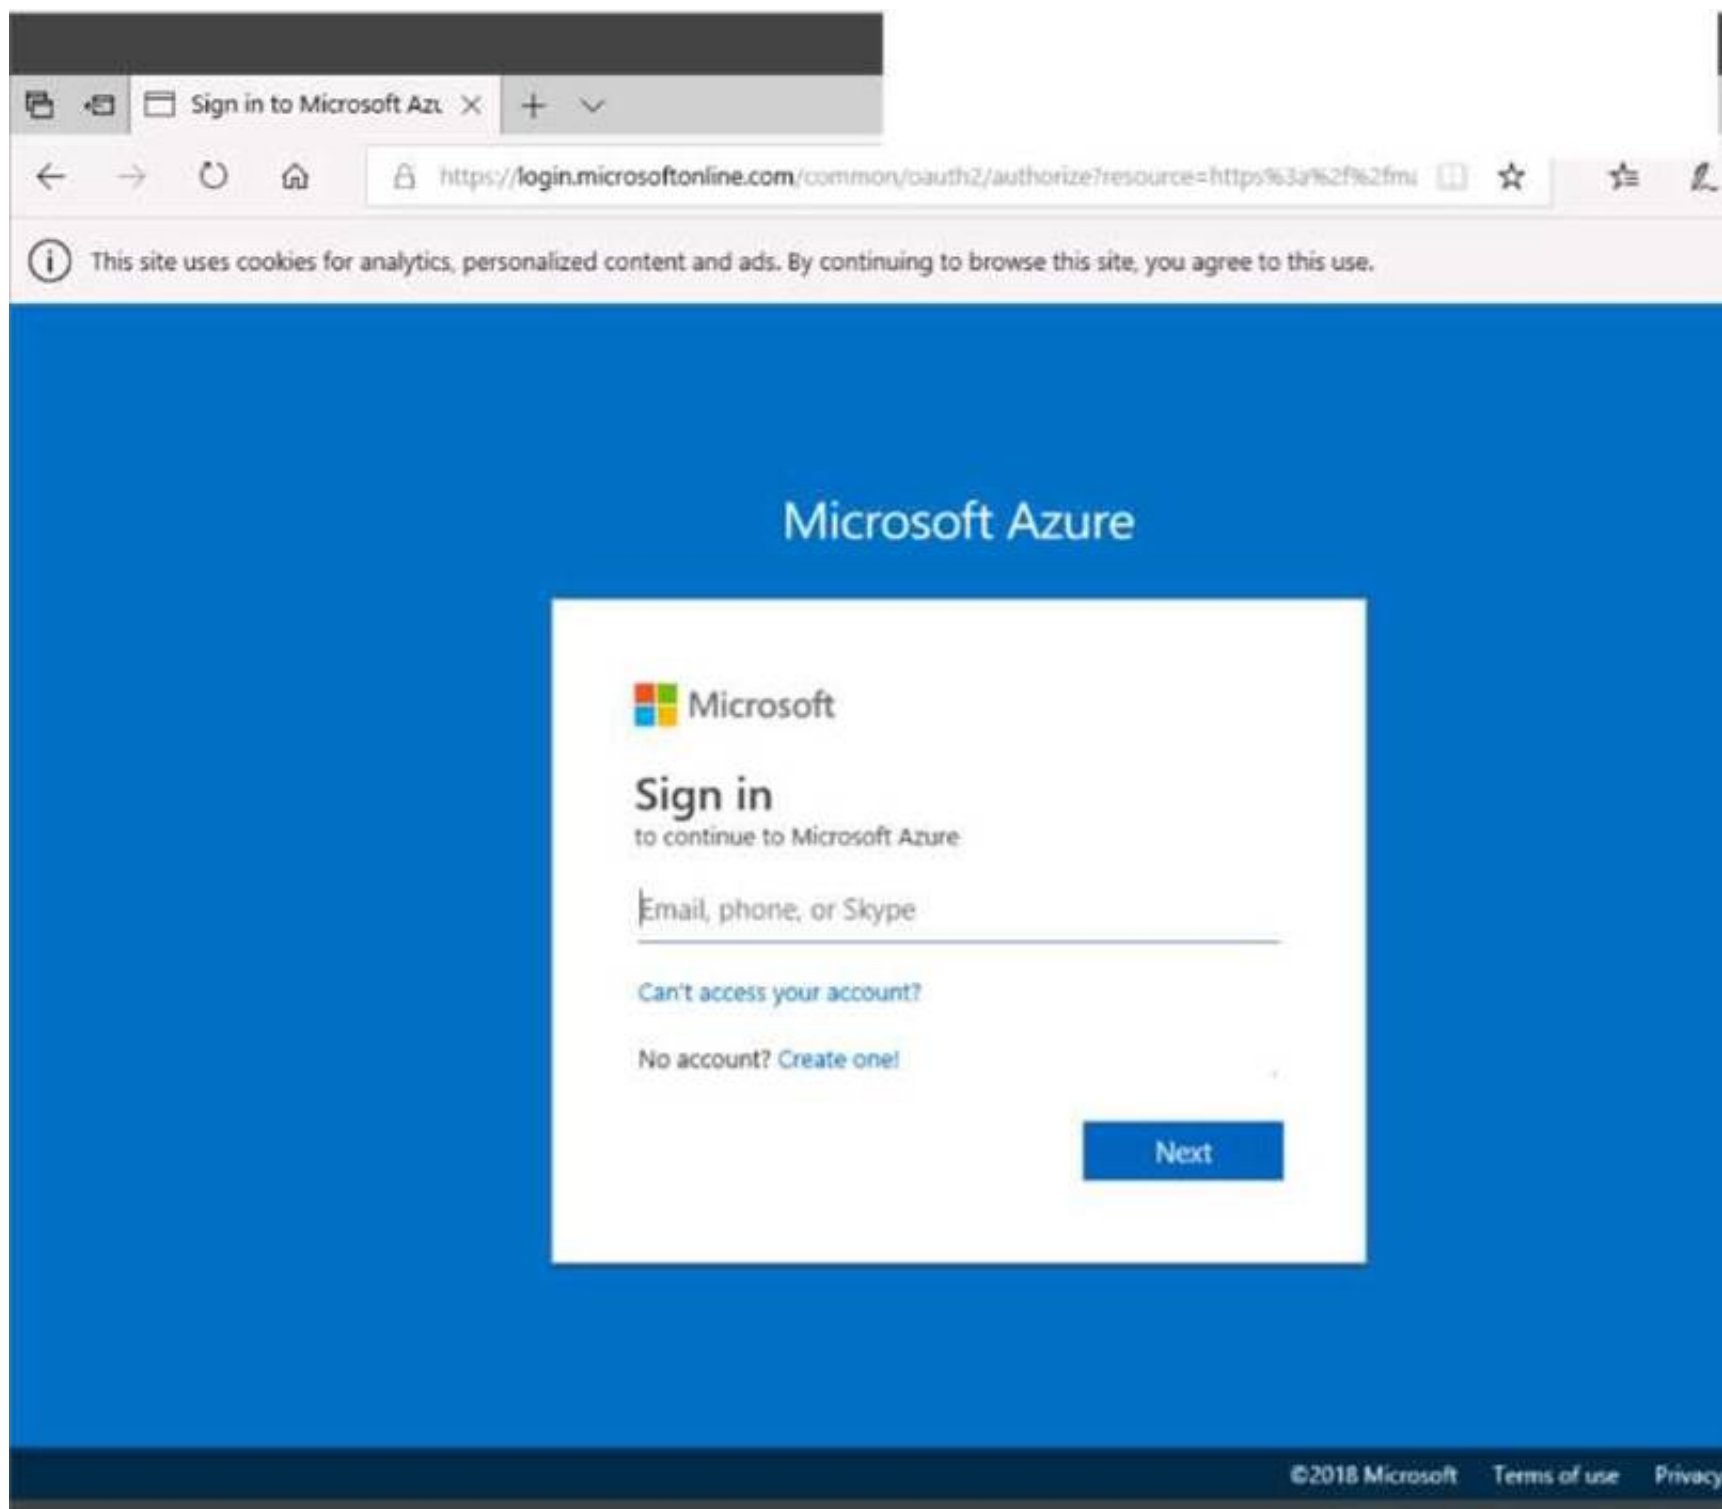 Sign in to Microsoft Azu
https://login.microsoftonline.com/common/oauth2/authorize?resource=https%3a%2f%2fma
This site uses cookies for analytics, personalized content and ads. By continuing to browse this site, you agree to this use.
Microsoft Azure
Microsoft
Sign in
to continue to Microsoft Azure
Email, phone, or Skype
Can't access your account?
No account? Create one!
Next
©2018 Microsoft Terms of use Privacy